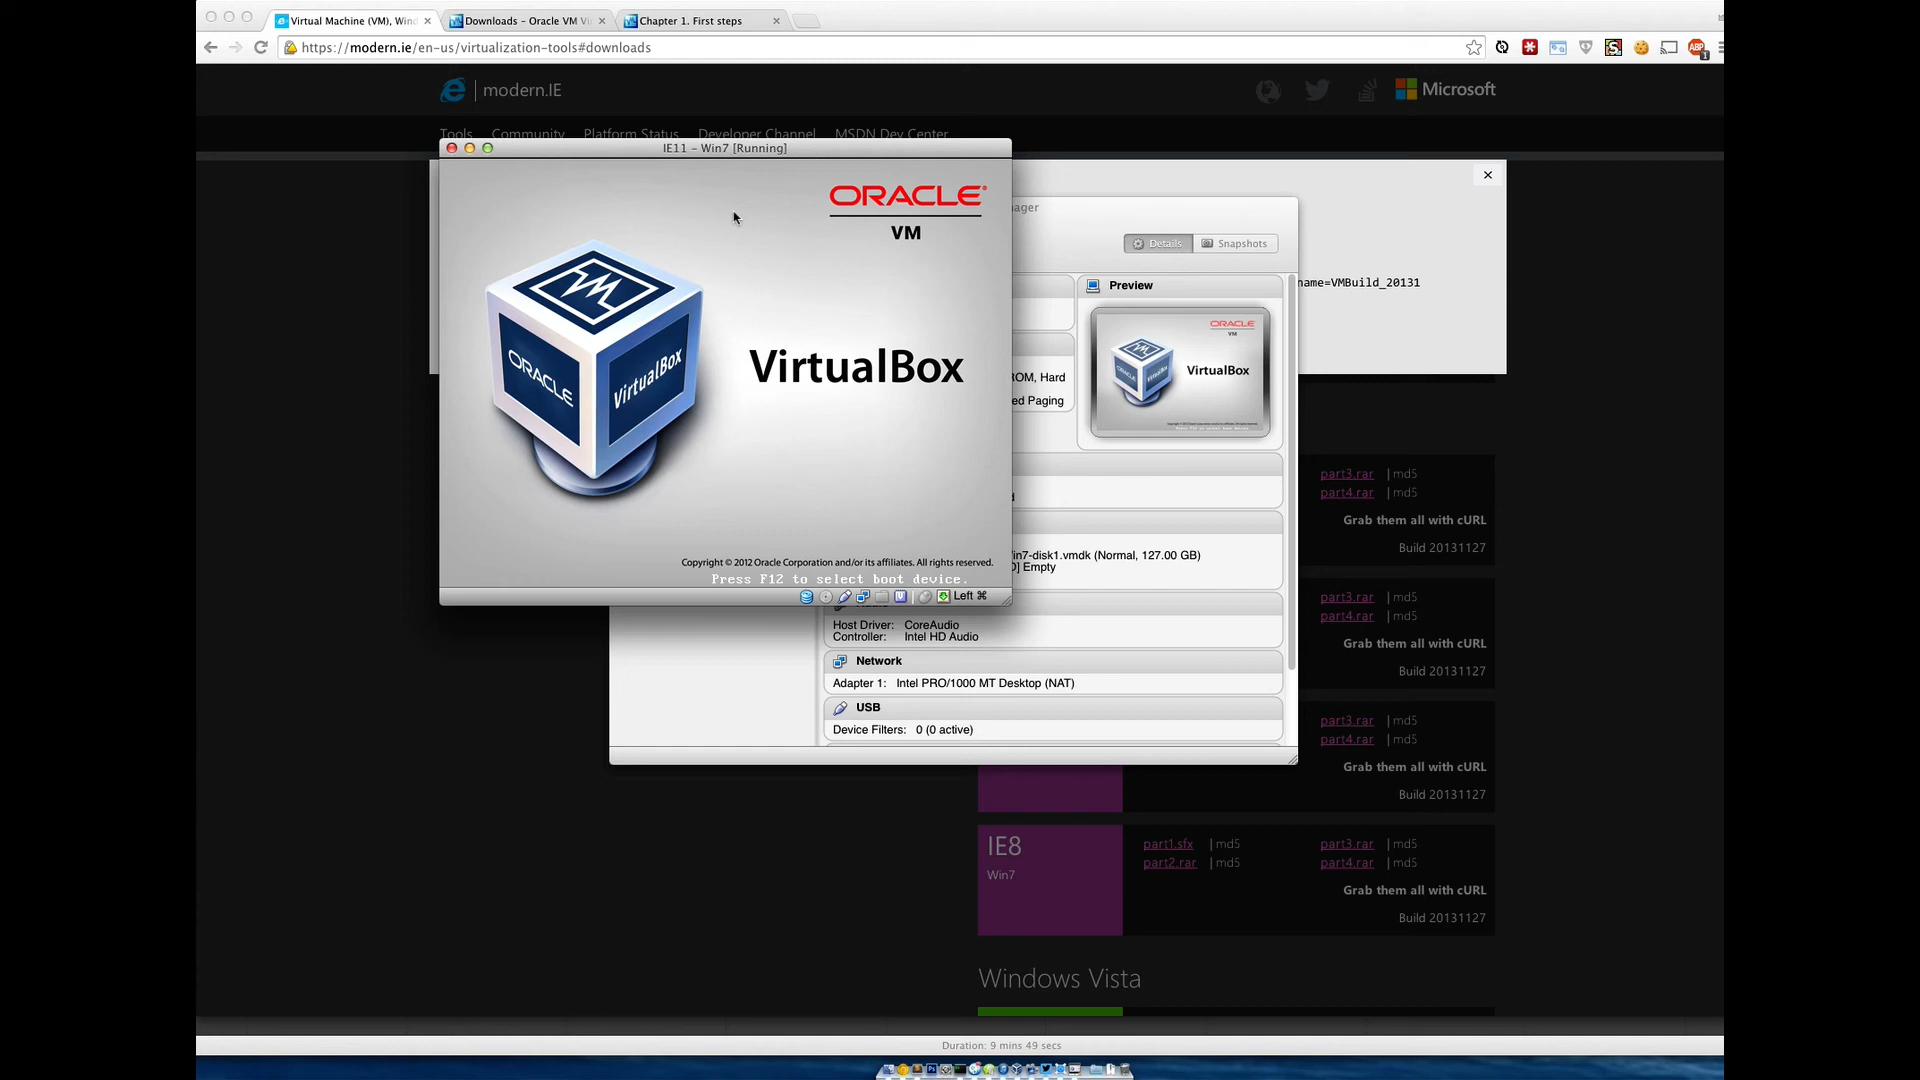 Virtual Machine (VM), Wind
Downloads – Oracle VM Vi
Chapter 1. First steps
https://modern.ie/en-us/virtualization-tools#downloads
modern.IE
Microsoft
Tools Community Platform Status Developer Channel MSDN Dev Center
IE11 – Win7 [Running]
ORACLE®
VM
ORACLE
VirtualBox
VirtualBox
Copyright © 2012 Oracle Corporation and/or its affiliates. All rights reserved.
Press F12 to select boot device.
Left ⌘
ager
Details
Snapshots
Preview
ORACLE
VM
VirtualBox
name=VMBuild_20131
ROM, Hard
ed Paging
in7-disk1.vmdk (Normal, 127.00 GB)
D] Empty
Host Driver: CoreAudio
Controller: Intel HD Audio
Network
Adapter 1: Intel PRO/1000 MT Desktop (NAT)
USB
Device Filters: 0 (0 active)
part3.rar | md5
part4.rar | md5
Grab them all with cURL
Build 20131127
part3.rar | md5
part4.rar | md5
Grab them all with cURL
Build 20131127
part3.rar | md5
part4.rar | md5
Grab them all with cURL
Build 20131127
IE8
Win7
part1.sfx | md5 part3.rar | md5
part2.rar | md5 part4.rar | md5
Grab them all with cURL
Build 20131127
Windows Vista
Duration: 9 mins 49 secs